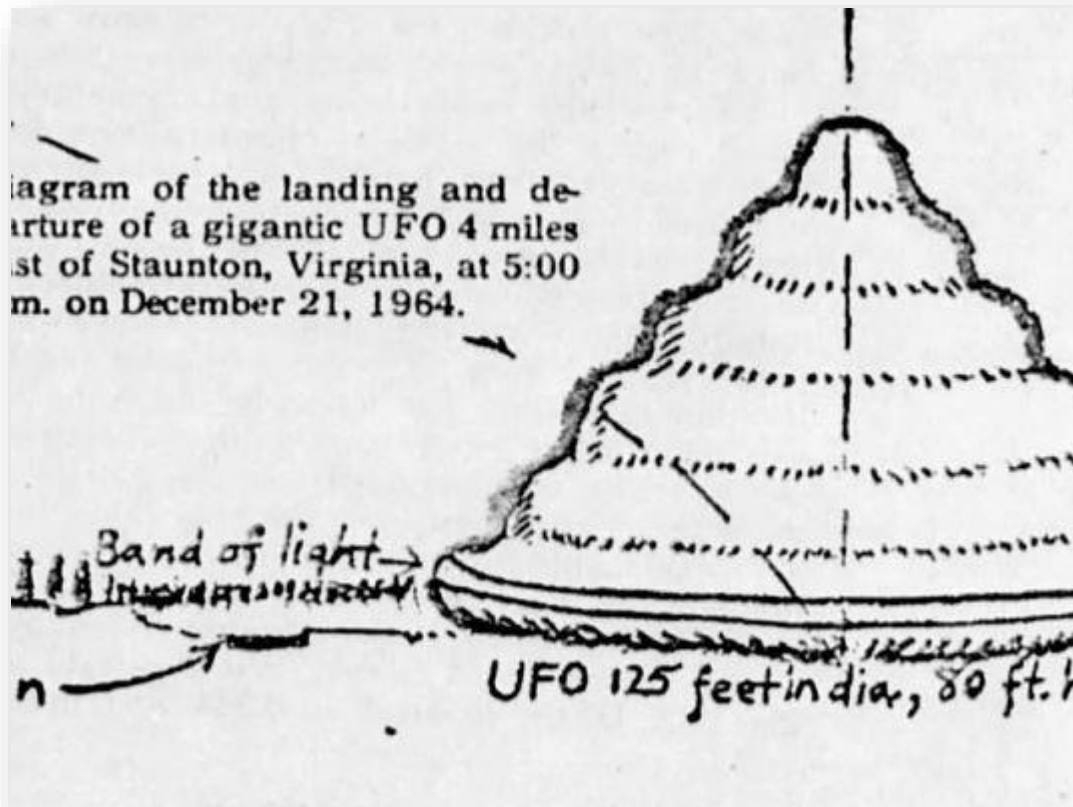 iagram of the landing and de-
arture of a gigantic UFO 4 miles
st of Staunton, Virginia, at 5:00
m. on December 21, 1964.
Band of light
n
UFO 125 feet in dia, 80 ft. h